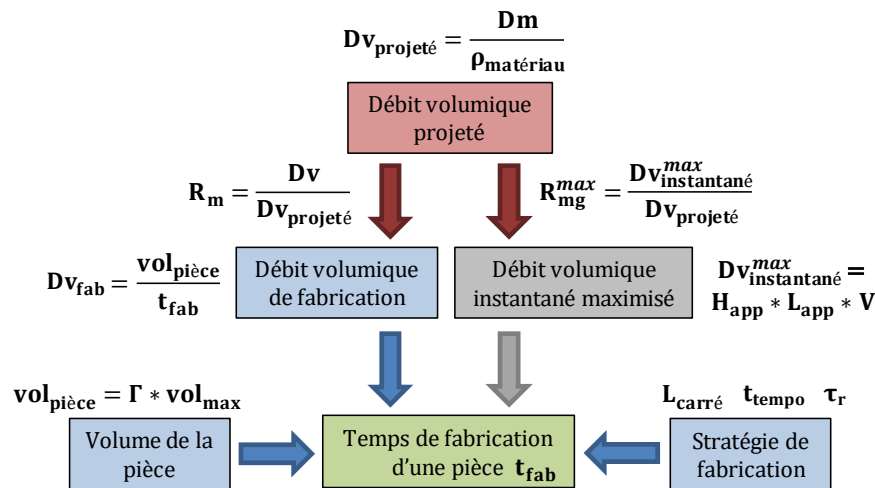 Dv_projeté = Dm / ρ_matériau
Débit volumique
projeté
R_m = Dv / Dv_projeté
R_mg^max = Dv_instantané^max / Dv_projeté
Dv_fab = vol_pièce / t_fab
Débit volumique
de fabrication
Débit volumique
instantané maximisé
Dv_instantané^max =
H_app * L_app * V
vol_pièce = Γ * vol_max
L_carré t_tempo τ_r
Volume de la
pièce
Temps de fabrication
d'une pièce t_fab
Stratégie de
fabrication